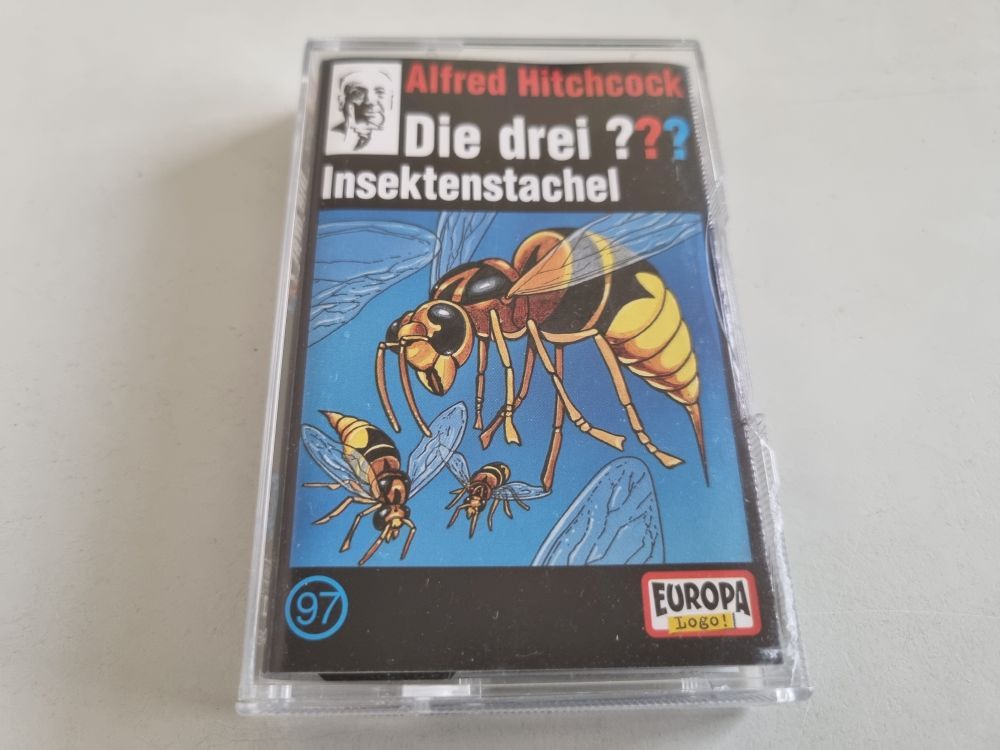 Alfred Hitchcock
Die drei ???
Insektenstachel
97
EUROPA
Logo!